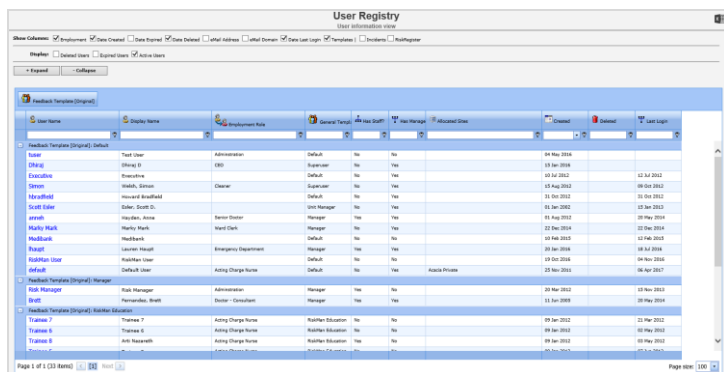 User Registry
User information view
Show Columns: Employment Date Created Date Expired Date Deleted eMail Address eMail Domain Date Last Login Templates | Incidents RiskRegister
Display: Deleted Users Expired Users Active Users
+ Expand - Collapse
Feedback Template [Original]
User Name Display Name Employment Role General Templ Has Staff? Has Manage Allocated Sites Created Deleted Last Login
Feedback Template [Original]: Default
tuser Test User Administration Default No No 04 May 2016
Dhiraj Dhiraj D CEO Superuser No Yes 15 Jan 2016
Executive Executive Default No Yes 10 Jul 2012 12 Jul 2012
Simon Welsh, Simon Cleaner Superuser No Yes 15 Aug 2012 09 Oct 2012
hbradfield Howard Bradfield Default No Yes 31 Oct 2012 31 Oct 2012
Scott Esler Esler, Scott D. Unit Manager No Yes 01 Jan 2002 15 Jan 2013
anneh Hayden, Anne Senior Doctor Manager Yes Yes 01 Aug 2012 20 May 2014
Marky Mark Marky Mark Ward Clerk Manager No No 22 Dec 2014 22 Dec 2014
Medibank Medibank Default No No 10 Feb 2015 12 Feb 2015
lhaupt Lauren Haupt Emergency Department Manager Yes Yes 20 Jan 2016 18 Jul 2016
RiskMan User RiskMan User Default No No 19 Oct 2016 04 Nov 2016
default Default User Acting Charge Nurse Default No Yes Acacia Private 25 Nov 2011 06 Apr 2017
Feedback Template [Original]: Manager
Risk Manager Risk Manager Administration Manager Yes No 20 Mar 2012 15 Nov 2013
Brett Fernandez, Brett Doctor - Consultant Manager Yes Yes 11 Jun 2005 20 May 2014
Feedback Template [Original]: RiskMan Education
Trainee 7 Trainee 7 Acting Charge Nurse RiskMan Education No Yes 09 Jan 2012 21 Mar 2012
Trainee 6 Trainee 6 Acting Charge Nurse RiskMan Education No Yes 09 Jan 2012 02 May 2012
Trainee 8 Arti Nazareth Acting Charge Nurse RiskMan Education Yes Yes 09 Jan 2012 03 May 2012
Page 1 of 1 (33 items) [1] Next Page size: 100